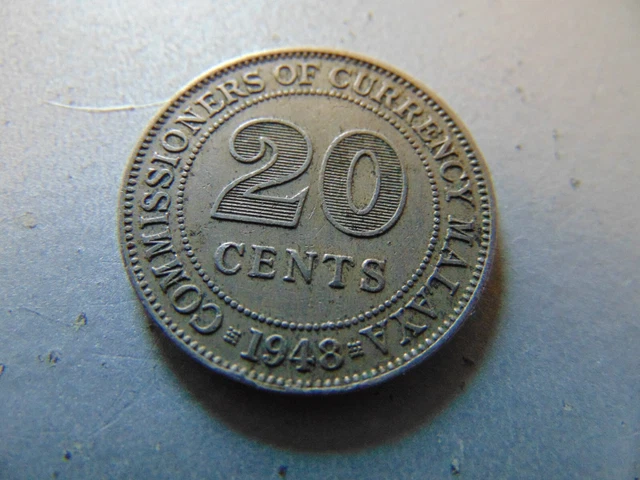 COMMISSIONERS OF CURRENCY MALAYA
20
CENTS
1948